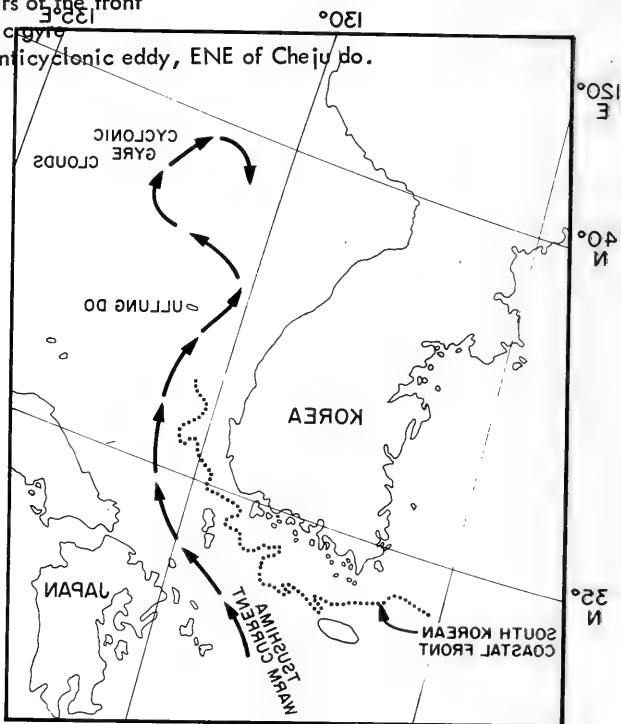 rs of the front
c gyre
nticyclonic eddy, ENE of Cheju do.
135°E
130°
120°
E
40°
N
35°
N
CYCLONIC
GYRE
CLOUDS
ULLUNG DO
KOREA
JAPAN
TSUSHIMA
WARM CURRENT
SOUTH KOREAN
COASTAL FRONT